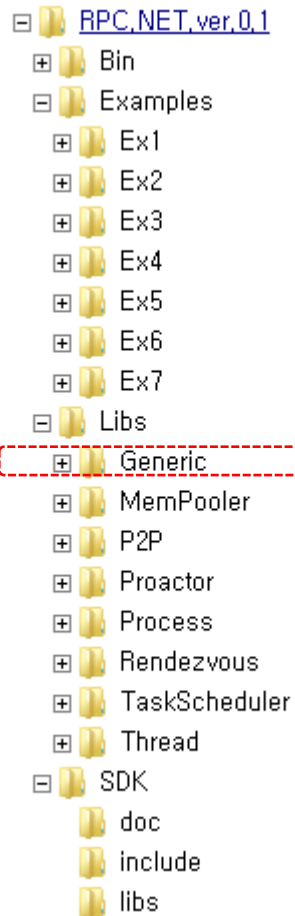 RPC.NET.ver.0.1
Bin
Examples
Ex1
Ex2
Ex3
Ex4
Ex5
Ex6
Ex7
Libs
Generic
MemPooler
P2P
Proactor
Process
Rendezvous
TaskScheduler
Thread
SDK
doc
include
libs